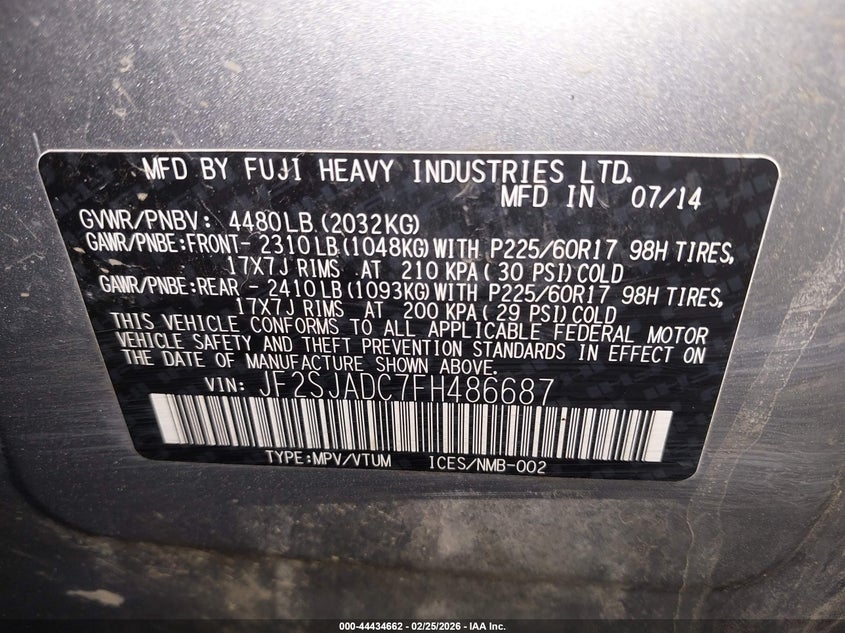 MFD BY FUJI HEAVY INDUSTRIES LTD.
MFD IN 07/14
GVWR/PNBV: 4480LB (2032KG)
GAWR/PNBE:FRONT- 2310LB(1048KG)WITH P225/60R17 98H TIRES,
17X7J RIMS AT 210 KPA(30 PSI)COLD
GAWR/PNBE:REAR - 2410LB(1093KG)WITH P225/60R17 98H TIRES,
17X7J RIMS AT 200 KPA(29 PSI)COLD
THIS VEHICLE CONFORMS TO ALL APPLICABLE FEDERAL MOTOR
VEHICLE SAFETY AND THEFT PREVENTION STANDARDS IN EFFECT ON
THE DATE OF MANUFACTURE SHOWN ABOVE.
VIN: JF2SJADC7FH486687
TYPE:MPV/VTUM ICES/NMB-002
000-44434662 - 02/25/2026 - IAA Inc.